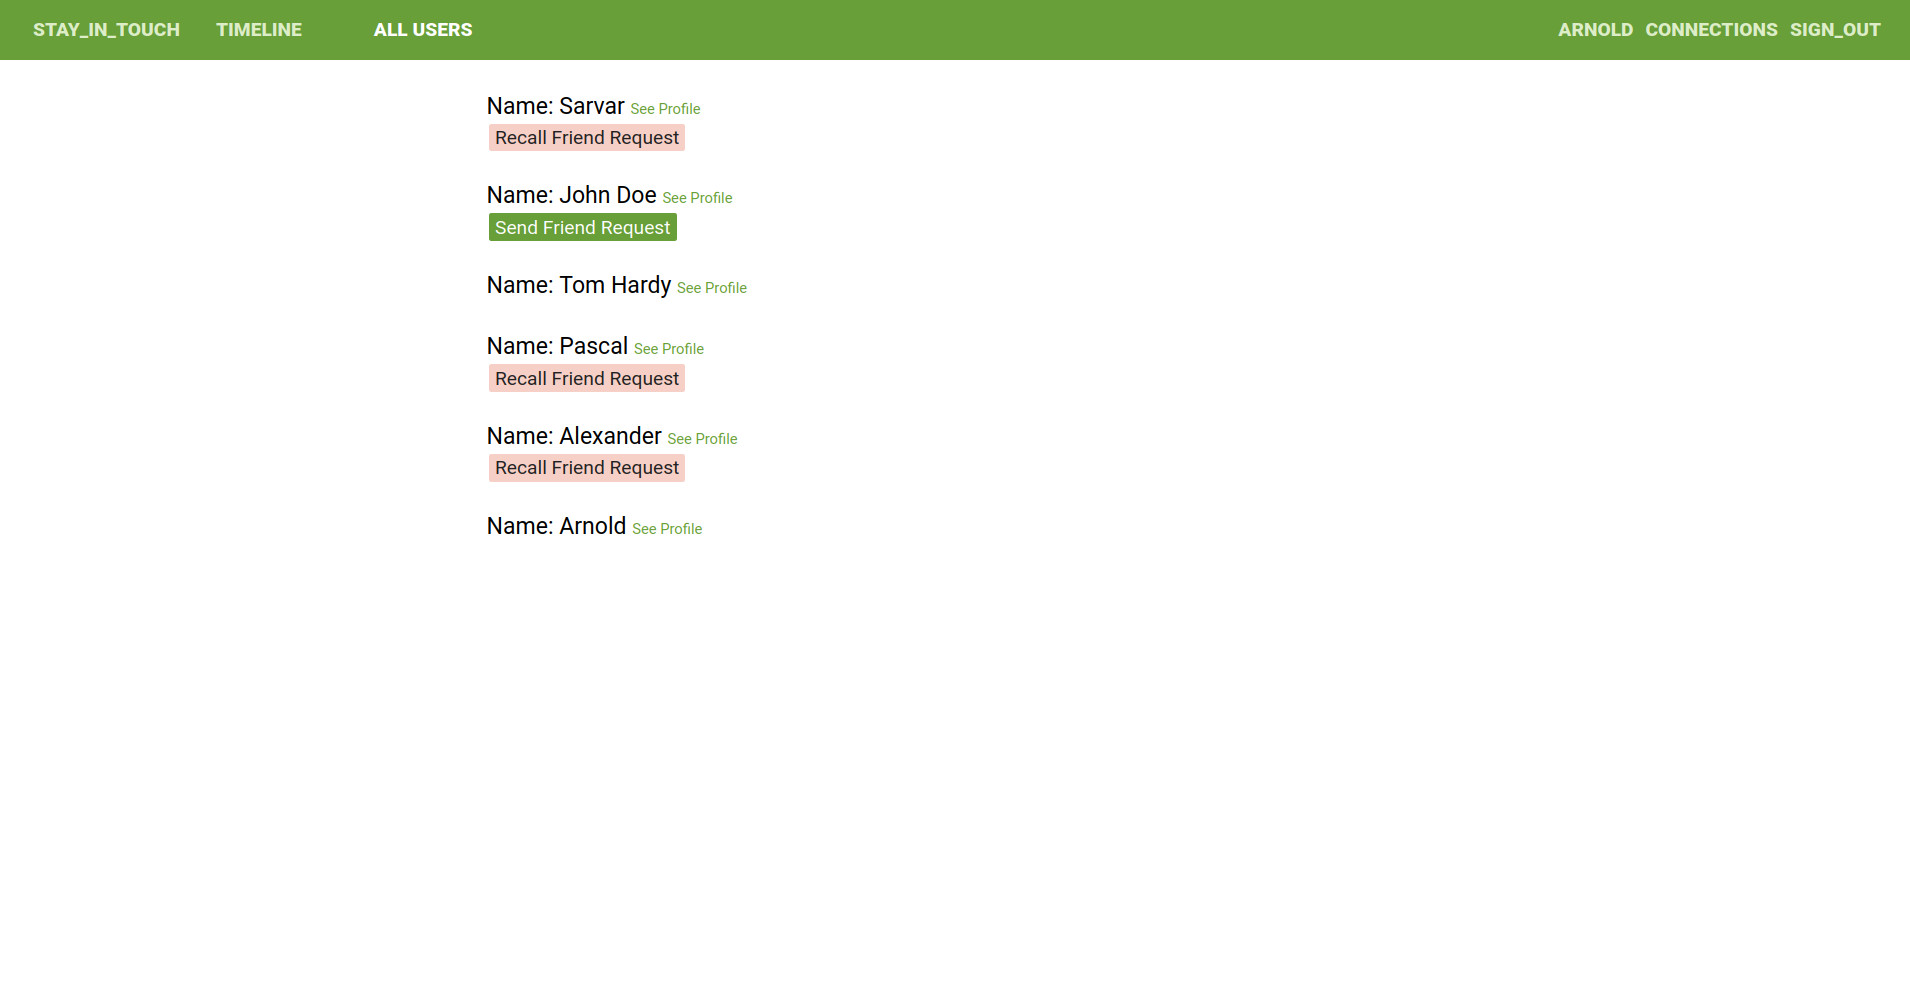 STAY_IN_TOUCH TIMELINE ALL USERS ARNOLD CONNECTIONS SIGN_OUT
Name: Sarvar See Profile
Recall Friend Request
Name: John Doe See Profile
Send Friend Request
Name: Tom Hardy See Profile
Name: Pascal See Profile
Recall Friend Request
Name: Alexander See Profile
Recall Friend Request
Name: Arnold See Profile